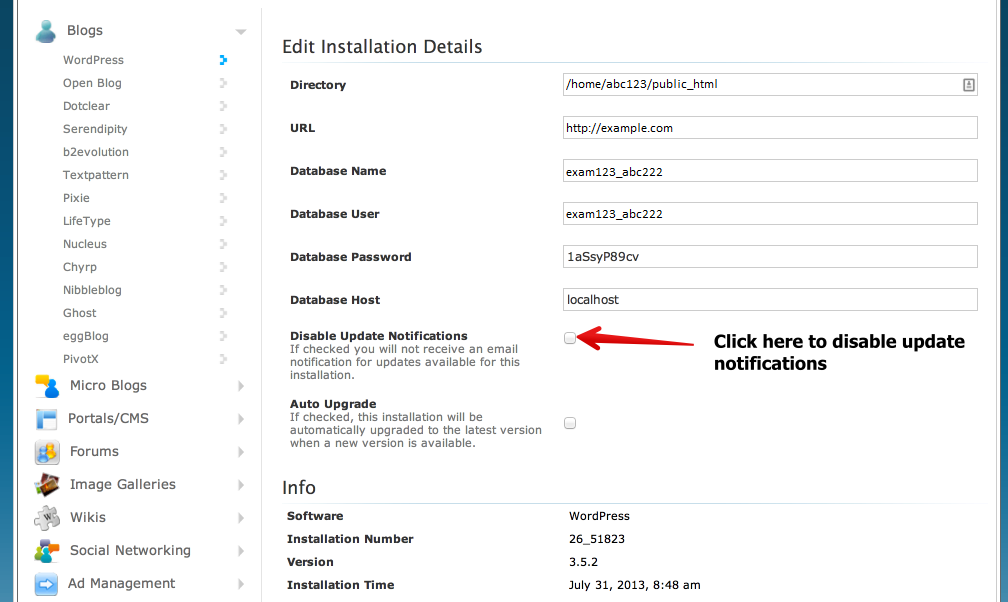 Blogs
WordPress
Open Blog
Dotclear
Serendipity
b2evolution
Textpattern
Pixie
LifeType
Nucleus
Chyrp
Nibbleblog
Ghost
eggBlog
PivotX
Micro Blogs
Portals/CMS
Forums
Image Galleries
Wikis
Social Networking
Ad Management
Edit Installation Details
Directory /home/abc123/public_html
URL http://example.com
Database Name exam123_abc222
Database User exam123_abc222
Database Password 1aSsyP89cv
Database Host localhost
Disable Update Notifications
If checked you will not receive an email
notification for updates available for this
installation.
Click here to disable update
notifications
Auto Upgrade
If checked, this installation will be
automatically upgraded to the latest version
when a new version is available.
Info
Software WordPress
Installation Number 26_51823
Version 3.5.2
Installation Time July 31, 2013, 8:48 am